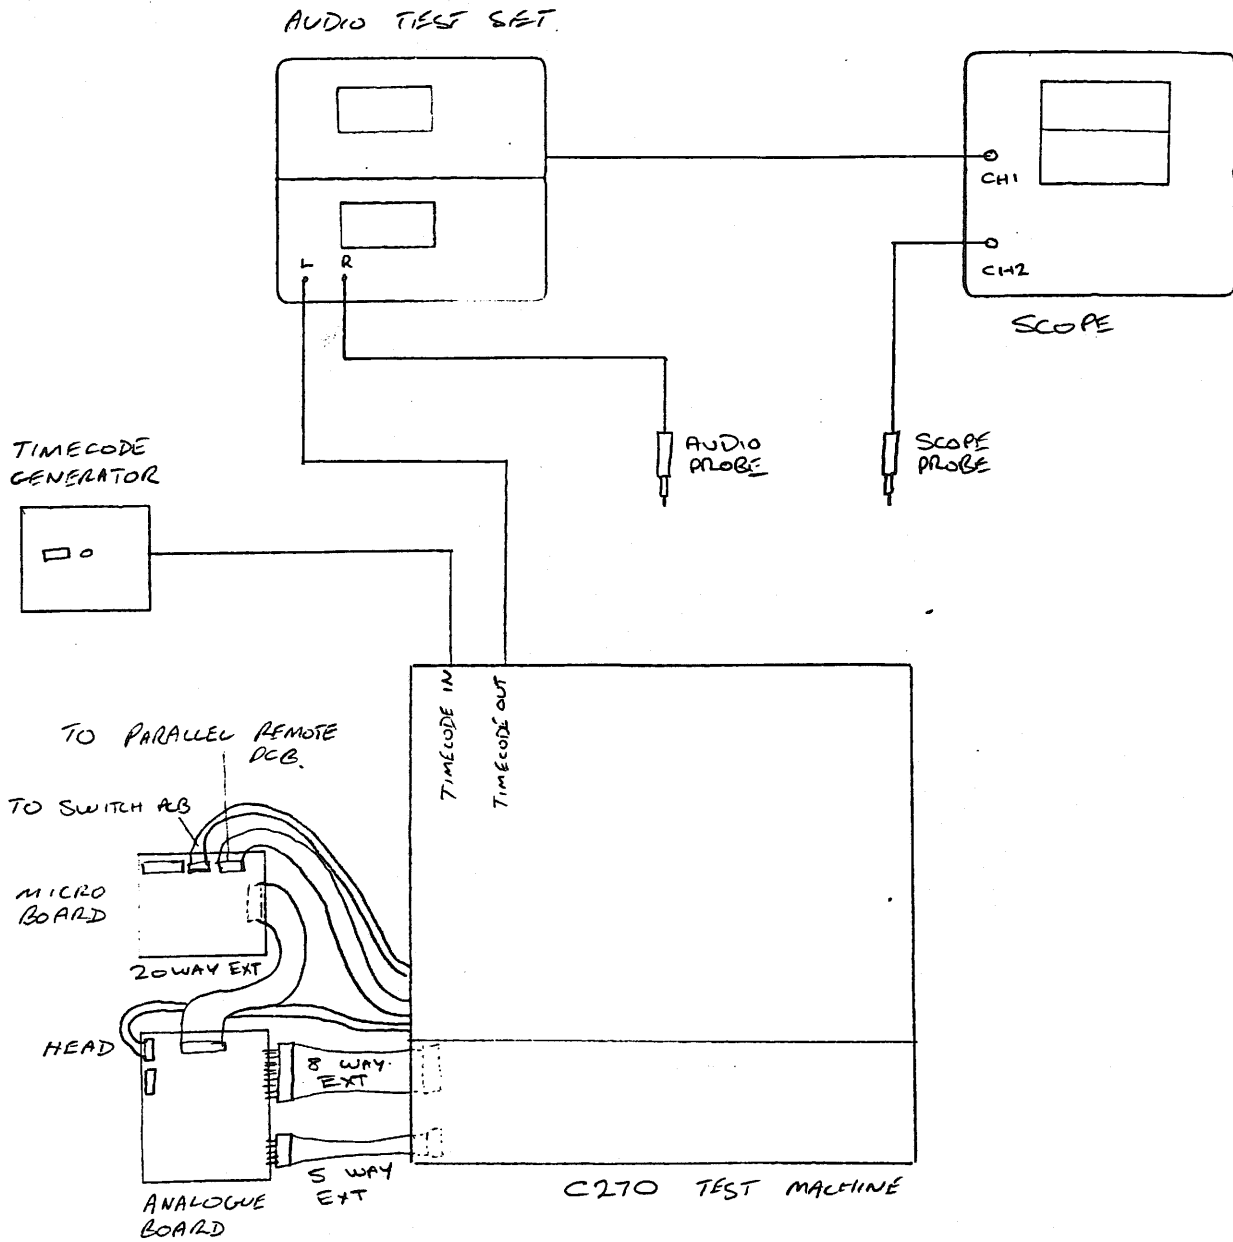 AUDIO TEST SET.
CH1
CH2
L R
SCOPE
TIMECODE
GENERATOR
AUDIO
PROBE
SCOPE
PROBE
TIMECODE IN
TIMECODE OUT
TO PARALLEL REMOTE
PCB.
TO SWITCH PCB
MICRO
BOARD
20 WAY EXT
HEAD
8 WAY.
EXT
5 WAY
EXT
ANALOGUE
BOARD
C270 TEST MACHINE